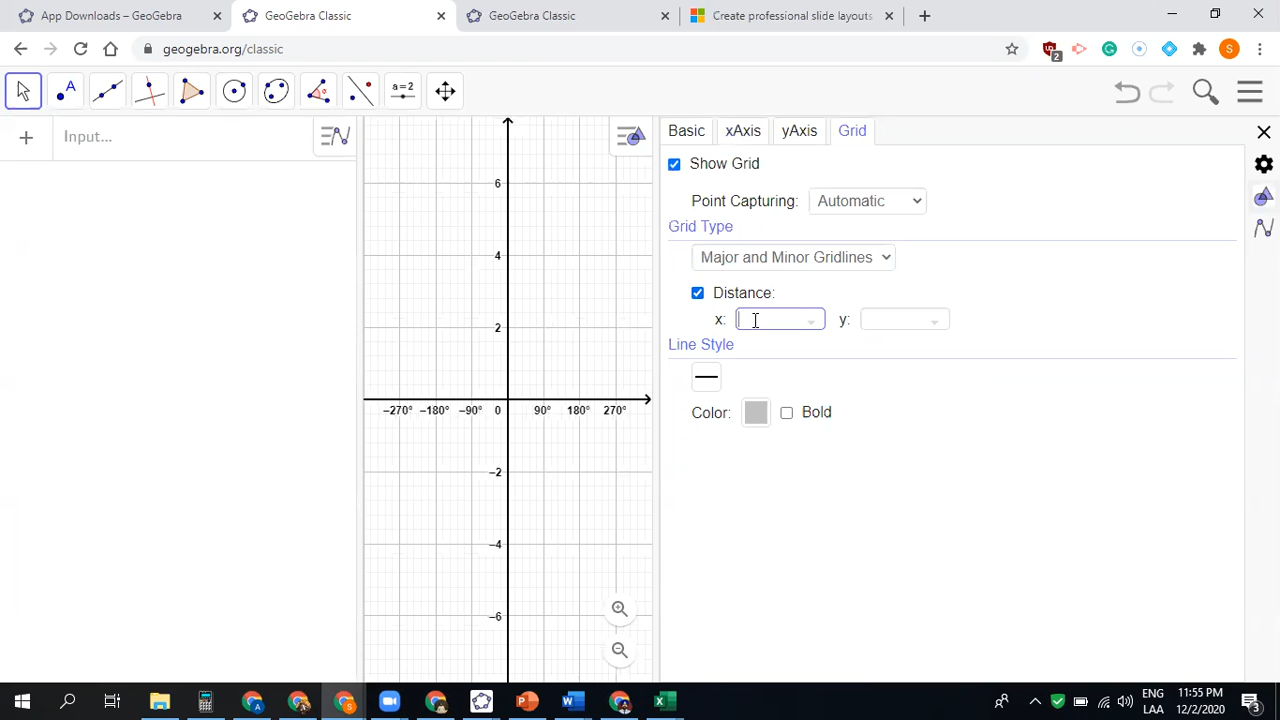 App Downloads – GeoGebra
GeoGebra Classic
GeoGebra Classic
Create professional slide layouts
geogebra.org/classic
S
2
A
a=2
Input...
Basic
xAxis
yAxis
Grid
Show Grid
Point Capturing:
Automatic
Grid Type
Major and Minor Gridlines
Distance:
x:
y:
Line Style
Color:
Bold
6
4
2
−270°
−180°
−90°
0
90°
180°
270°
−2
−4
−6
ENG
LAA
11:55 PM
12/2/2020
3